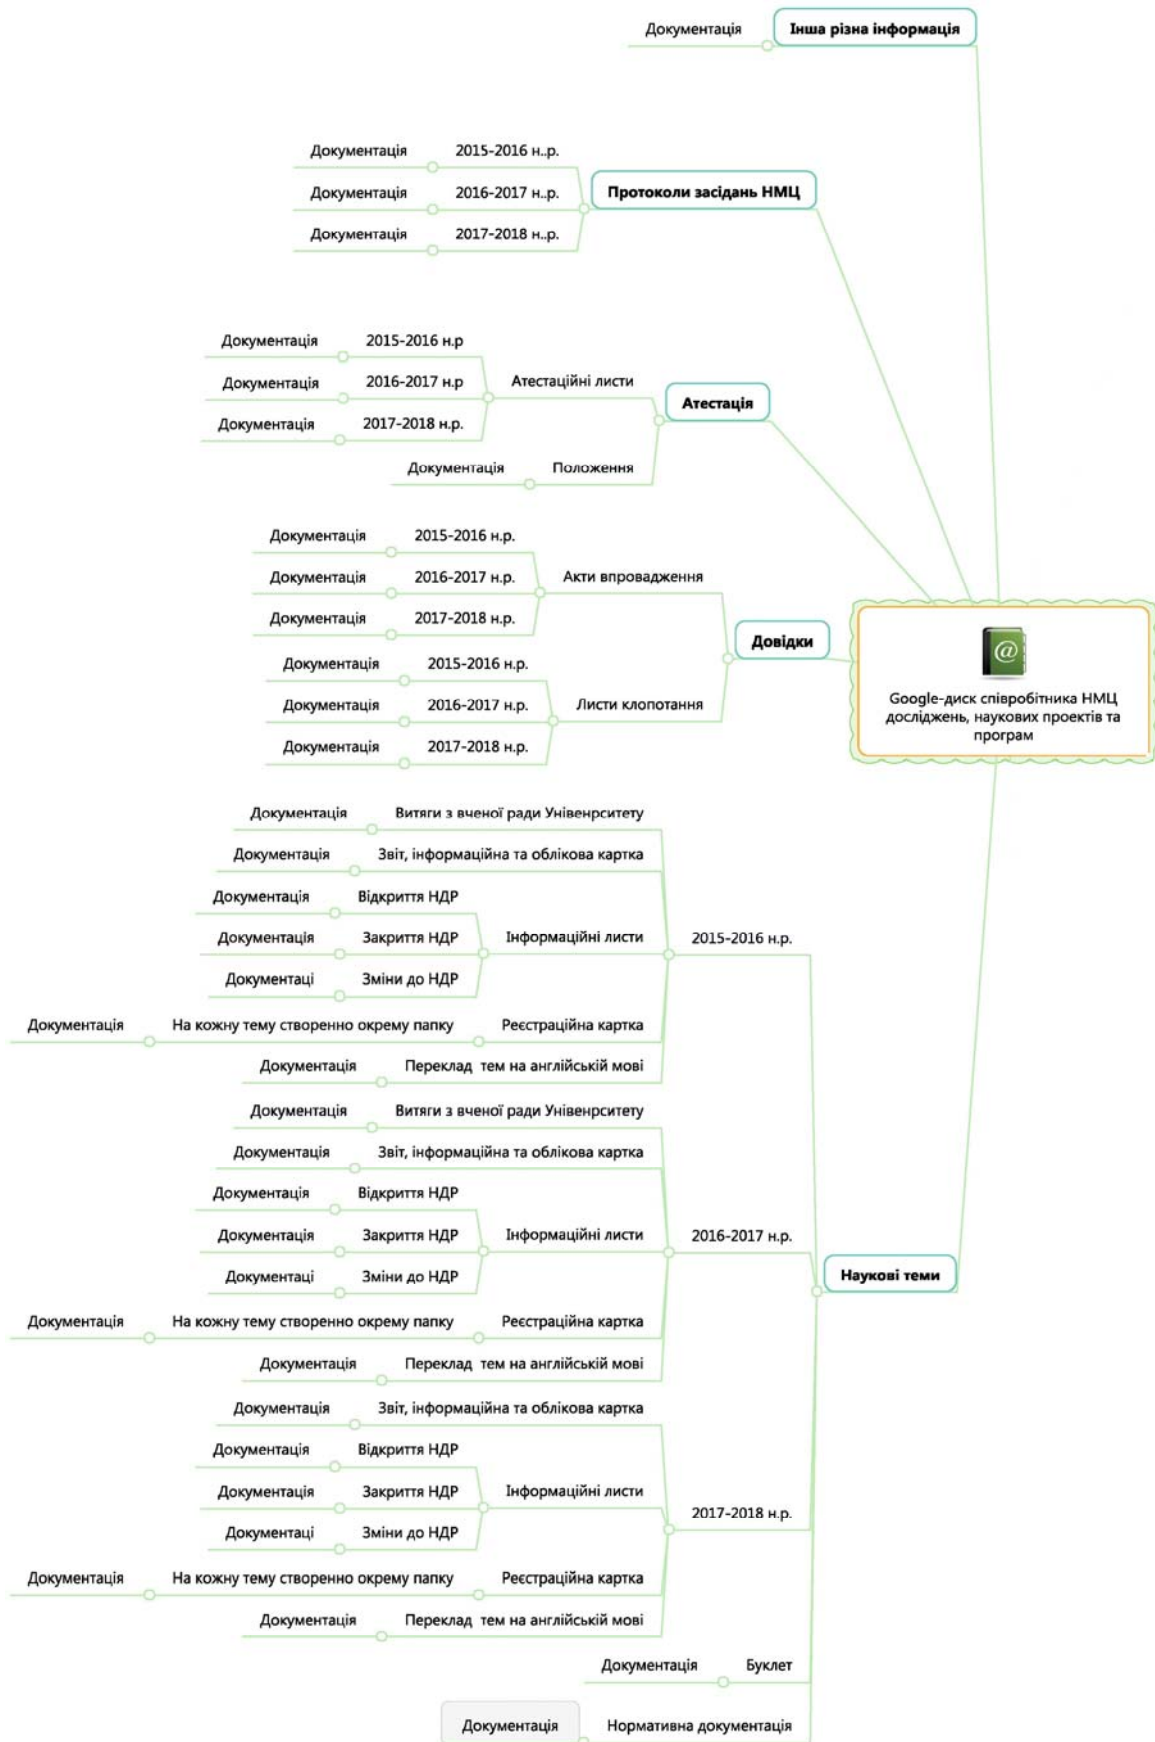 Документація Інша різна інформація
Документація 2015-2016 н..р.
Документація 2016-2017 н..р. Протоколи засідань НМЦ
Документація 2017-2018 н..р.
Документація 2015-2016 н.р
Документація 2016-2017 н.р Атестаційні листи
Атестація
Документація 2017-2018 н.р.
Документація Положення
Документація 2015-2016 н.р.
Документація 2016-2017 н.р. Акти впровадження
Документація 2017-2018 н.р.
Довідки
Документація 2015-2016 н.р.
Документація 2016-2017 н.р. Листи клопотання
Документація 2017-2018 н.р.
@
Google-диск співробітника НМЦ
досліджень, наукових проектів та
програм
Документація Витяги з вченої ради Унівенрситету
Документація Звіт, інформаційна та облікова картка
Документація Відкриття НДР
Документація Закриття НДР Інформаційні листи 2015-2016 н.р.
Документаці Зміни до НДР
Документація На кожну тему створенно окрему папку Реєстраційна картка
Документація Переклад  тем на англійській мові
Документація Витяги з вченої ради Унівенрситету
Документація Звіт, інформаційна та облікова картка
Документація Відкриття НДР
Документація Закриття НДР Інформаційні листи 2016-2017 н.р.
Документаці Зміни до НДР
Наукові теми
Документація На кожну тему створенно окрему папку Реєстраційна картка
Документація Переклад  тем на англійській мові
Документація Звіт, інформаційна та облікова картка
Документація Відкриття НДР
Документація Закриття НДР Інформаційні листи
2017-2018 н.р.
Документаці Зміни до НДР
Документація На кожну тему створенно окрему папку Реєстраційна картка
Документація Переклад  тем на англійській мові
Документація Буклет
Документація Нормативна документація